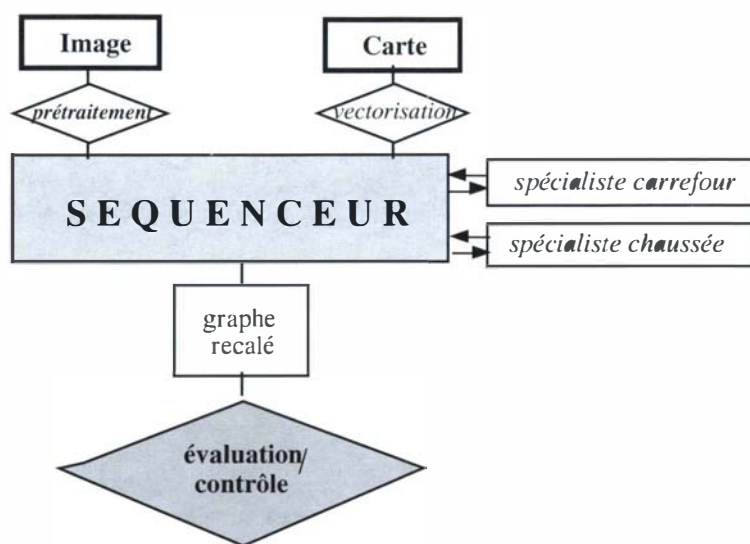 Image
Carte
prétraitement
vectorisation
SEQUENCEUR
spécialiste carrefour
spécialiste chaussée
graphe
recalé
évaluation/
contrôle